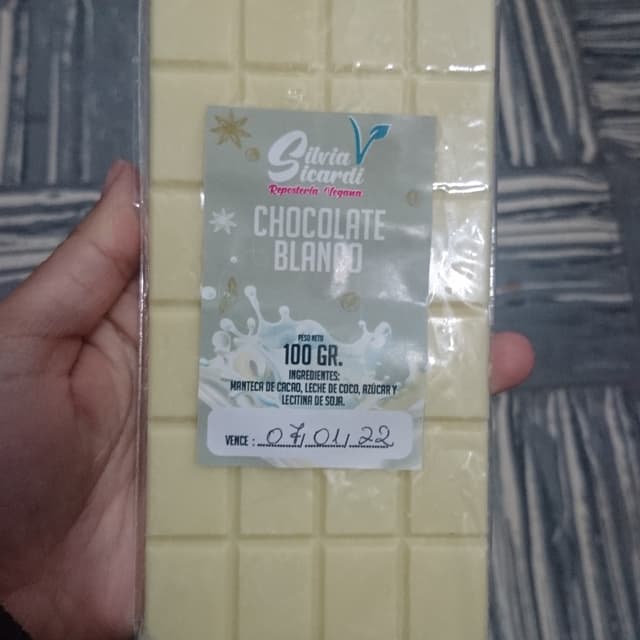 Silvia
Sicardi
Repostería Vegana
CHOCOLATE
BLANCO
PESO NETO
100 GR.
INGREDIENTES:
MANTECA DE CACAO, LECHE DE COCO, AZÚCAR Y
LECITINA DE SOJA.
VENCE : 07/01/22